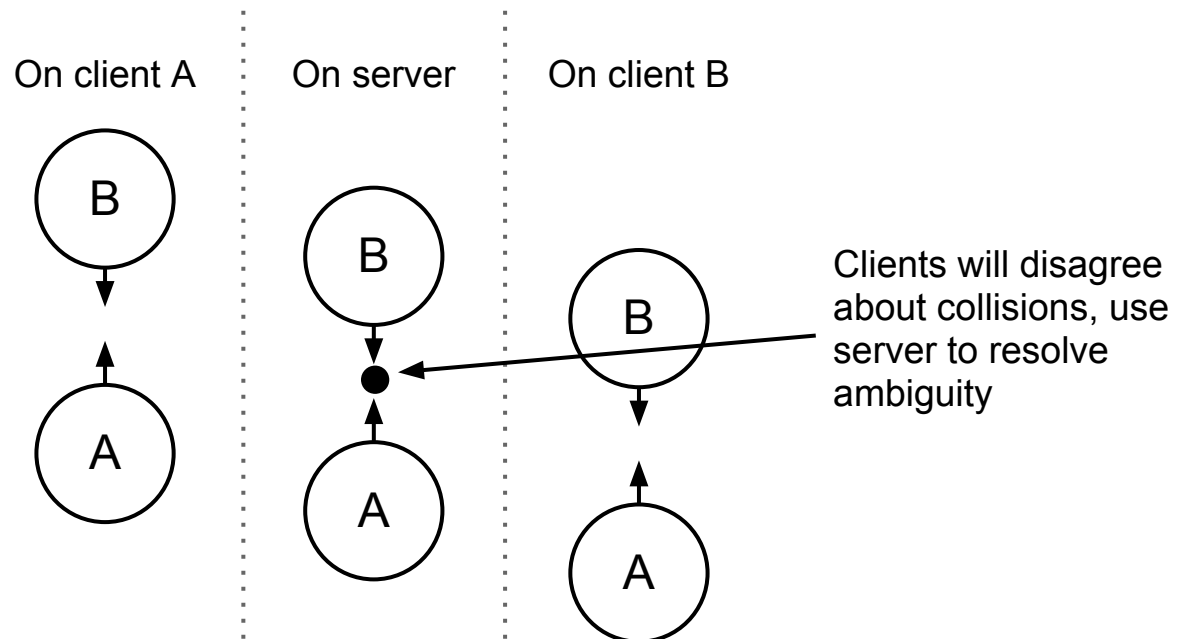 On client A
On server
On client B
B
A
B
A
B
A
Clients will disagree
about collisions, use
server to resolve
ambiguity